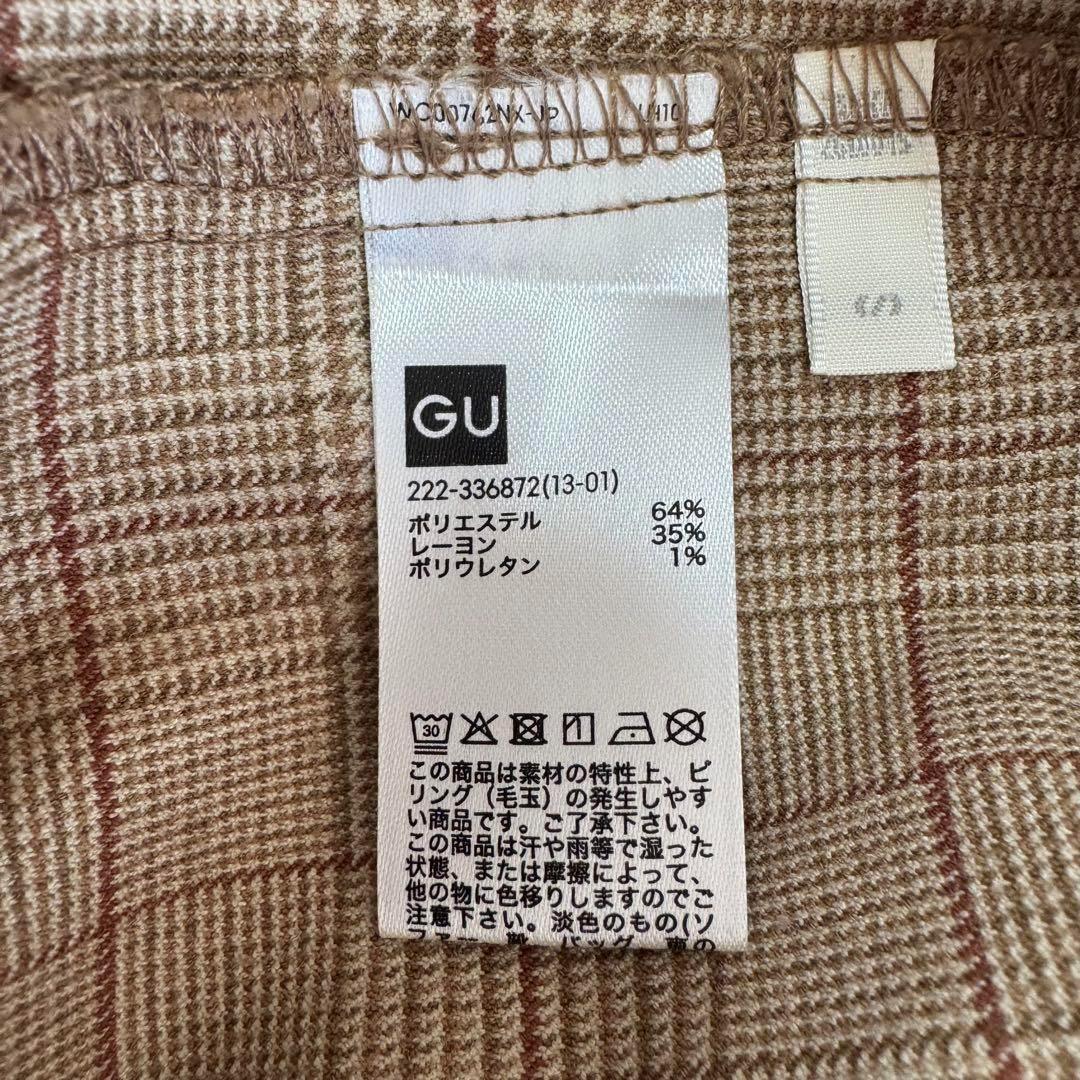 GU
222-336872(13-01)
ポリエステル 64%
レーヨン 35%
ポリウレタン 1%
30
この商品は素材の特性上、ピ
リング（毛玉）の発生しやす
い商品です。ご了承下さい。
この商品は汗や雨等で湿った
状態、または摩擦によって、
他の物に色移りしますのでご
注意下さい。淡色のもの(ソ